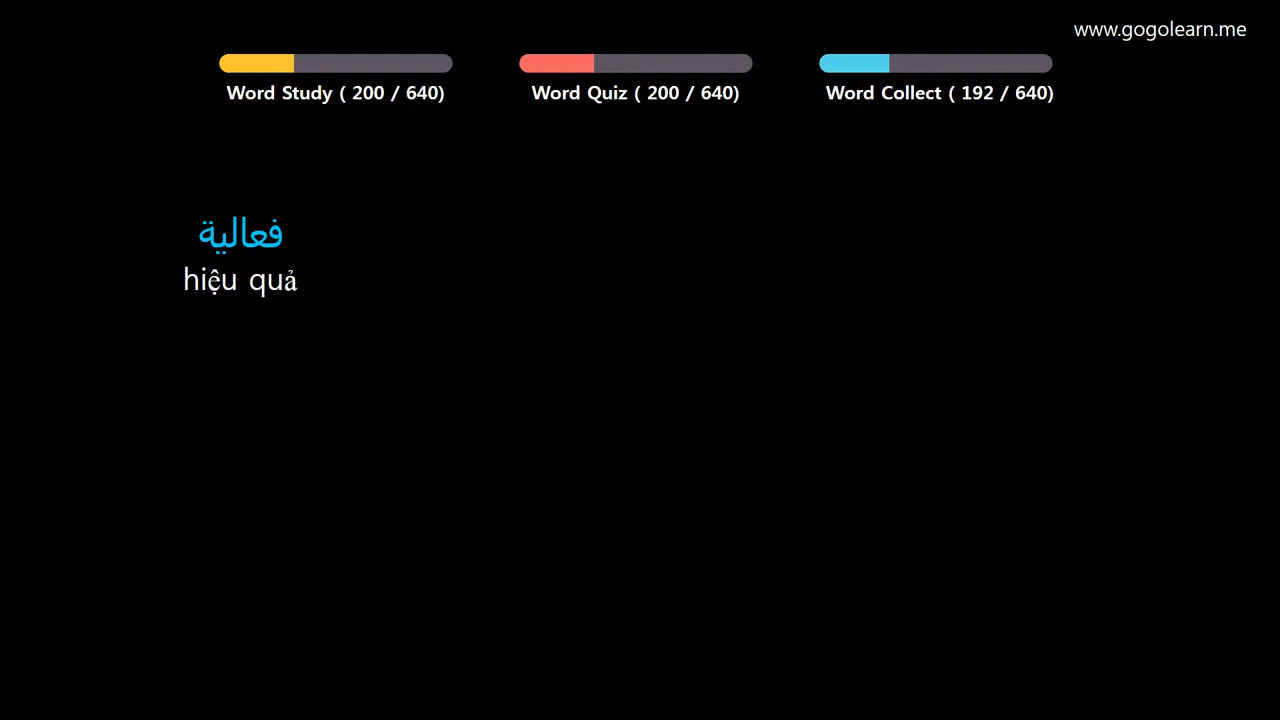 www.gogolearn.me
Word Study ( 200 / 640)
Word Quiz ( 200 / 640)
Word Collect ( 192 / 640)
فعالية
hiệu quả